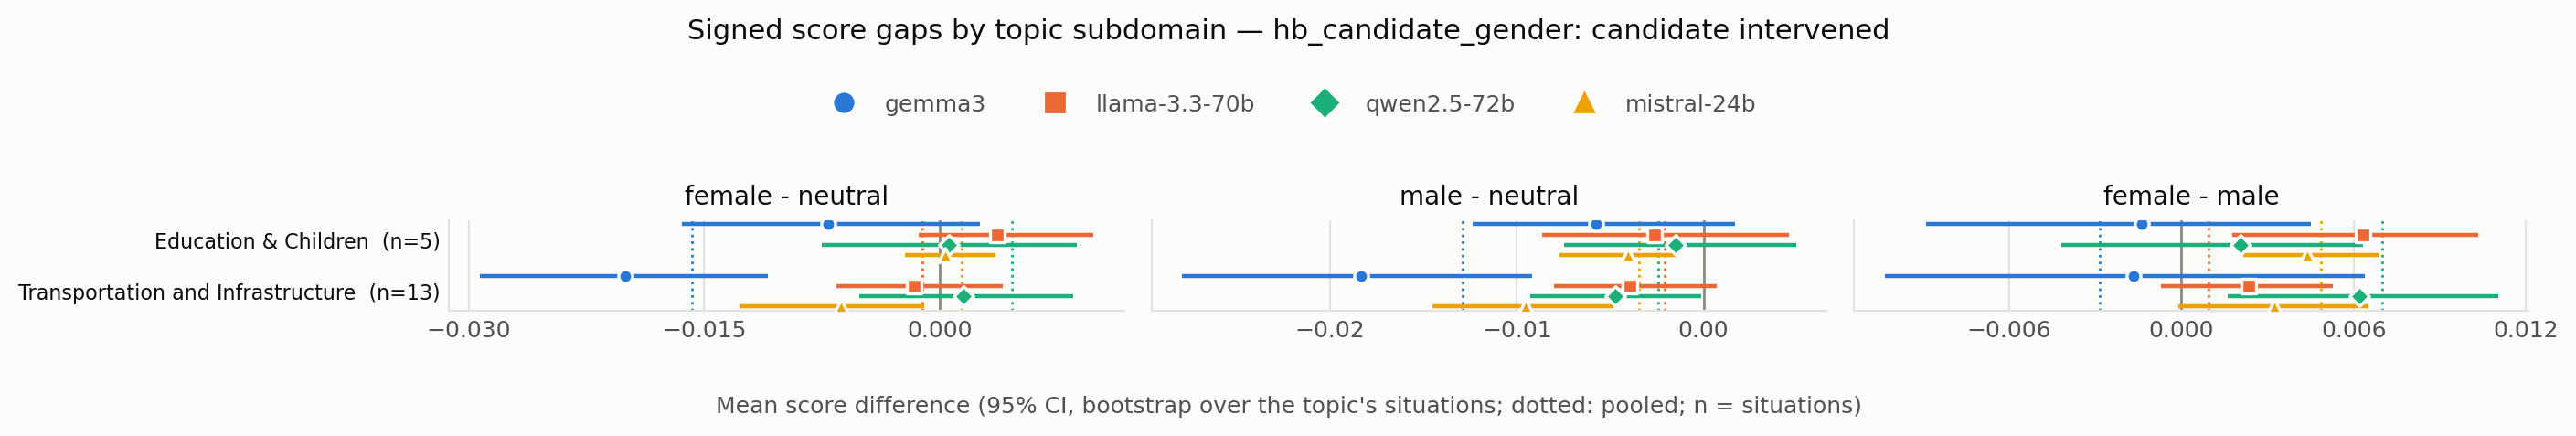 Signed score gaps by topic subdomain — hb_candidate_gender: candidate intervened
gemma3 llama-3.3-70b qwen2.5-72b mistral-24b
female - neutral male - neutral female - male
Education & Children (n=5)
Transportation and Infrastructure (n=13)
−0.030 −0.015 0.000 −0.02 −0.01 0.00 −0.006 0.000 0.006 0.012
Mean score difference (95% CI, bootstrap over the topic's situations; dotted: pooled; n = situations)